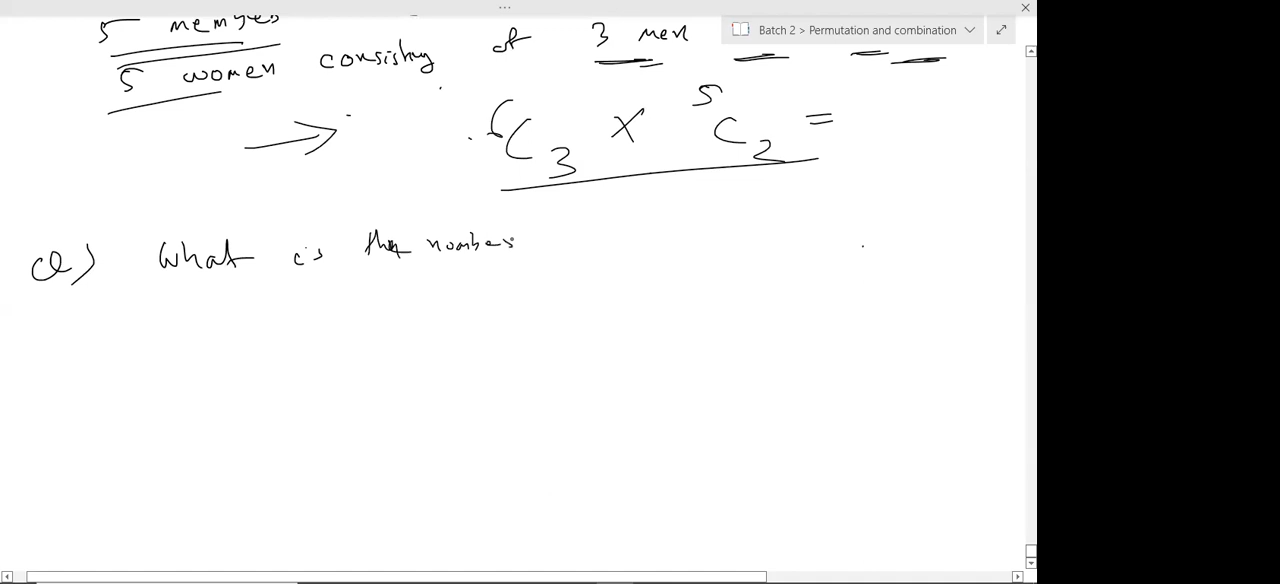 Batch 2 > Permutation and combination
5 members
5 women consisting of 3 men
→ 6C3 × 5C2 =
Q) What is the number